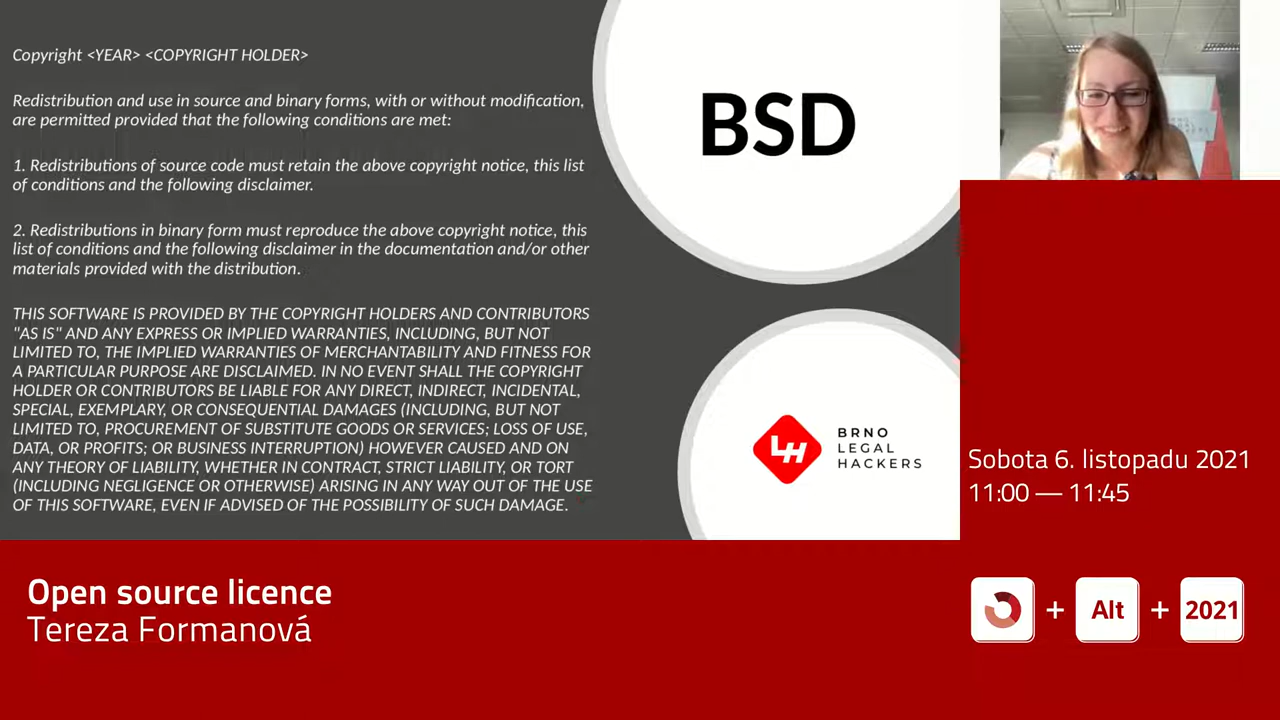 Copyright <YEAR> <COPYRIGHT HOLDER>
Redistribution and use in source and binary forms, with or without modification,
are permitted provided that the following conditions are met:
1. Redistributions of source code must retain the above copyright notice, this list
of conditions and the following disclaimer.
2. Redistributions in binary form must reproduce the above copyright notice, this
list of conditions and the following disclaimer in the documentation and/or other
materials provided with the distribution.
THIS SOFTWARE IS PROVIDED BY THE COPYRIGHT HOLDERS AND CONTRIBUTORS
"AS IS" AND ANY EXPRESS OR IMPLIED WARRANTIES, INCLUDING, BUT NOT
LIMITED TO, THE IMPLIED WARRANTIES OF MERCHANTABILITY AND FITNESS FOR
A PARTICULAR PURPOSE ARE DISCLAIMED. IN NO EVENT SHALL THE COPYRIGHT
HOLDER OR CONTRIBUTORS BE LIABLE FOR ANY DIRECT, INDIRECT, INCIDENTAL,
SPECIAL, EXEMPLARY, OR CONSEQUENTIAL DAMAGES (INCLUDING, BUT NOT
LIMITED TO, PROCUREMENT OF SUBSTITUTE GOODS OR SERVICES; LOSS OF USE,
DATA, OR PROFITS; OR BUSINESS INTERRUPTION) HOWEVER CAUSED AND ON
ANY THEORY OF LIABILITY, WHETHER IN CONTRACT, STRICT LIABILITY, OR TORT
(INCLUDING NEGLIGENCE OR OTHERWISE) ARISING IN ANY WAY OUT OF THE USE
OF THIS SOFTWARE, EVEN IF ADVISED OF THE POSSIBILITY OF SUCH DAMAGE.
BSD
LH
BRNO
LEGAL
HACKERS
Sobota 6. listopadu 2021
11:00 — 11:45
Open source licence
Tereza Formanová
+ Alt + 2021